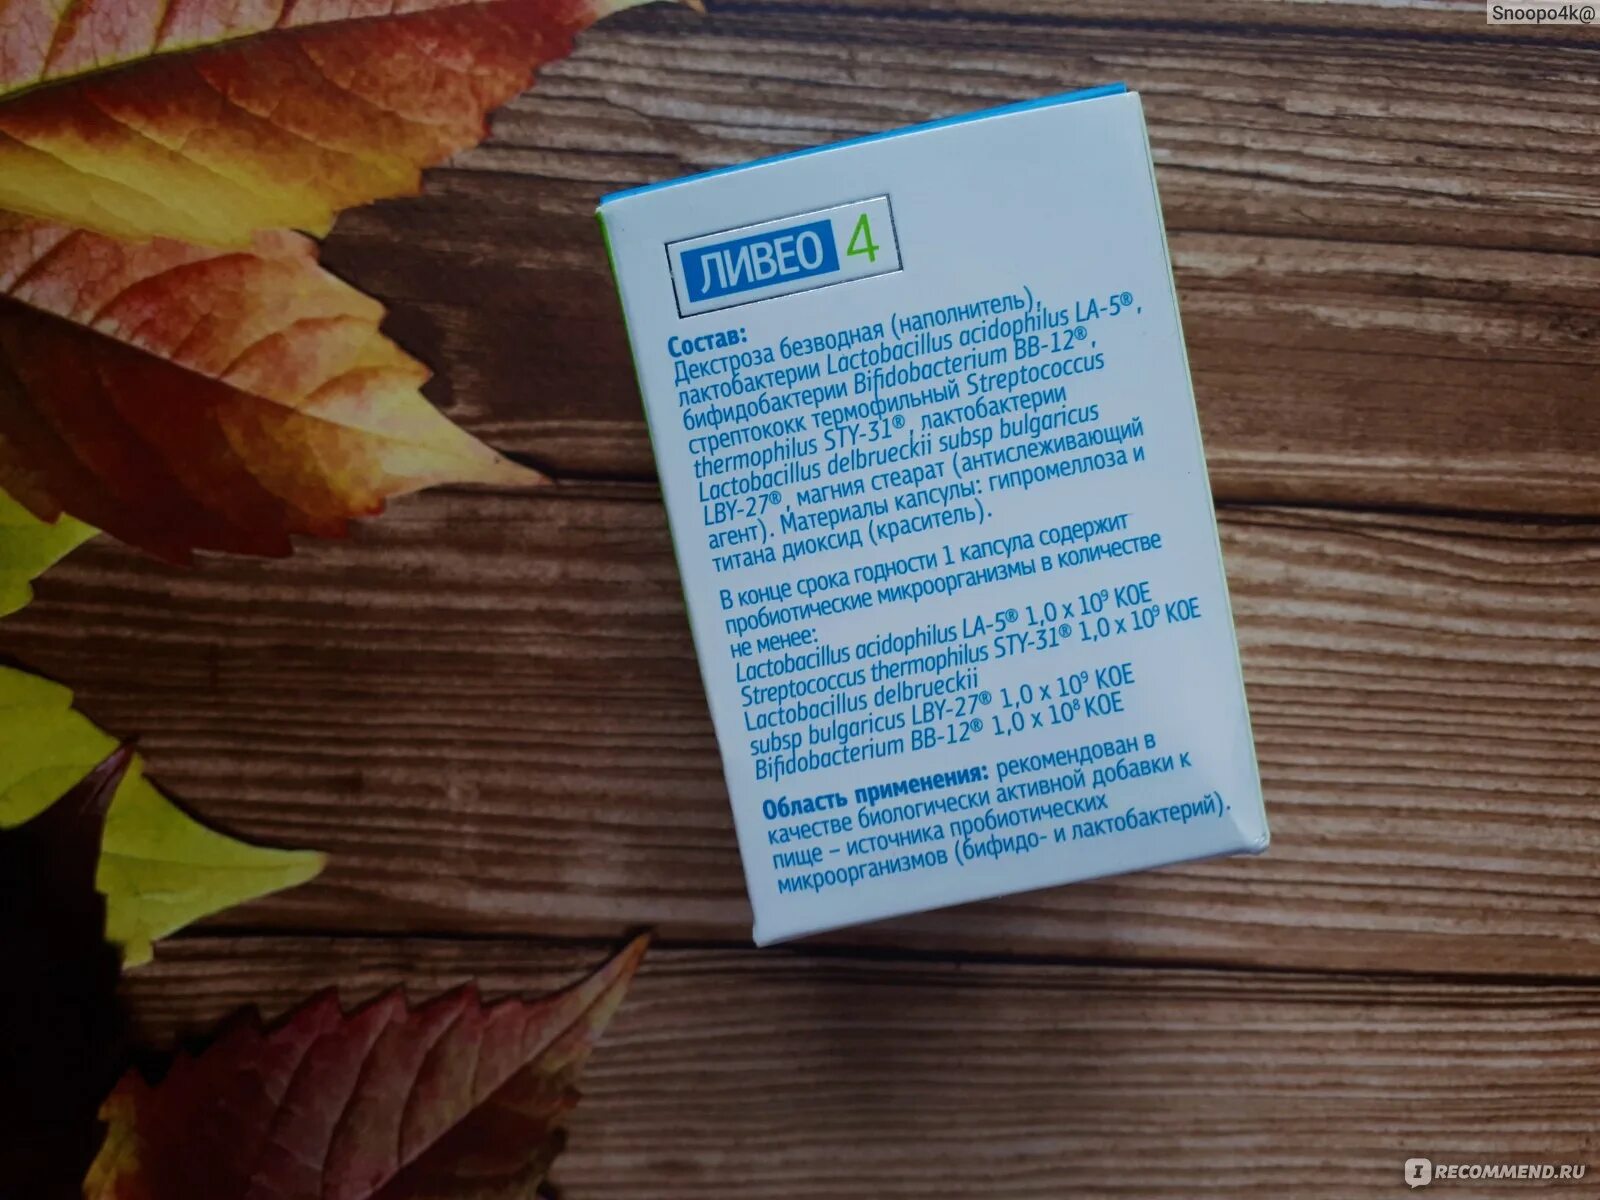 Snoopo4k@
ЛИВЕО 4
Состав:
Декстроза безводная (наполнитель),
лактобактерии Lactobacillus acidophilus LA-5®,
бифидобактерии Bifidobacterium BB-12®,
стрептококк термофильный Streptococcus
thermophilus STY-31®, лактобактерии
Lactobacillus delbrueckii subsp bulgaricus
LBY-27®, магния стеарат (антислеживающий
агент). Материалы капсулы: гипромеллоза и
титана диоксид (краситель).
В конце срока годности 1 капсула содержит
пробиотические микроорганизмы в количестве
не менее:
Lactobacillus acidophilus LA-5® 1,0 x 10⁹ КОЕ
Streptococcus thermophilus STY-31® 1,0 x 10⁹ КОЕ
Lactobacillus delbrueckii
subsp bulgaricus LBY-27® 1,0 x 10⁹ КОЕ
Bifidobacterium BB-12® 1,0 x 10⁸ КОЕ
Область применения: рекомендован в
качестве биологически активной добавки к
пище – источника пробиотических
микроорганизмов (бифидо- и лактобактерий).
I RECOMMEND.RU